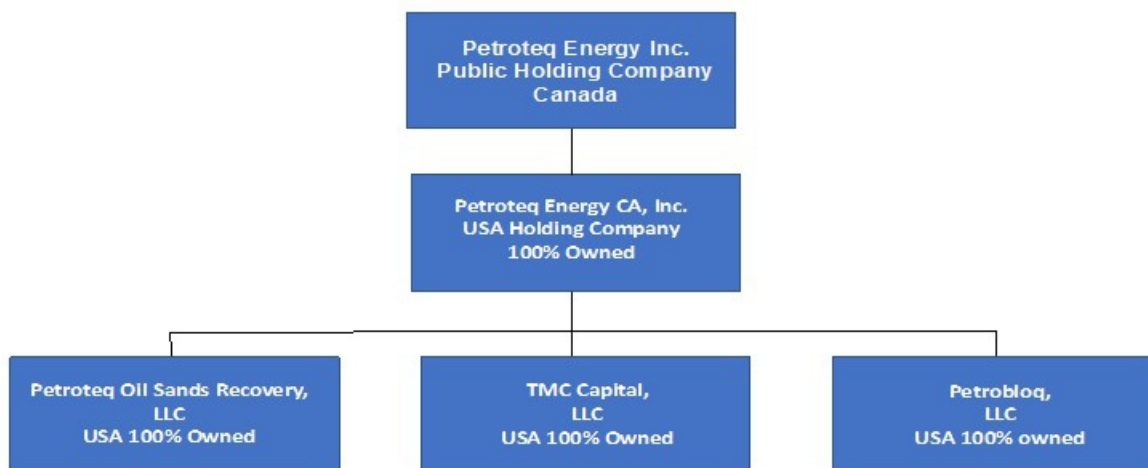 Petroteq Energy Inc.
Public Holding Company
Canada
Petroteq Energy CA, Inc.
USA Holding Company
100% Owned
Petroteq Oil Sands Recovery,
LLC
USA 100% Owned
TMC Capital,
LLC
USA 100% Owned
Petrobloq,
LLC
USA 100% owned